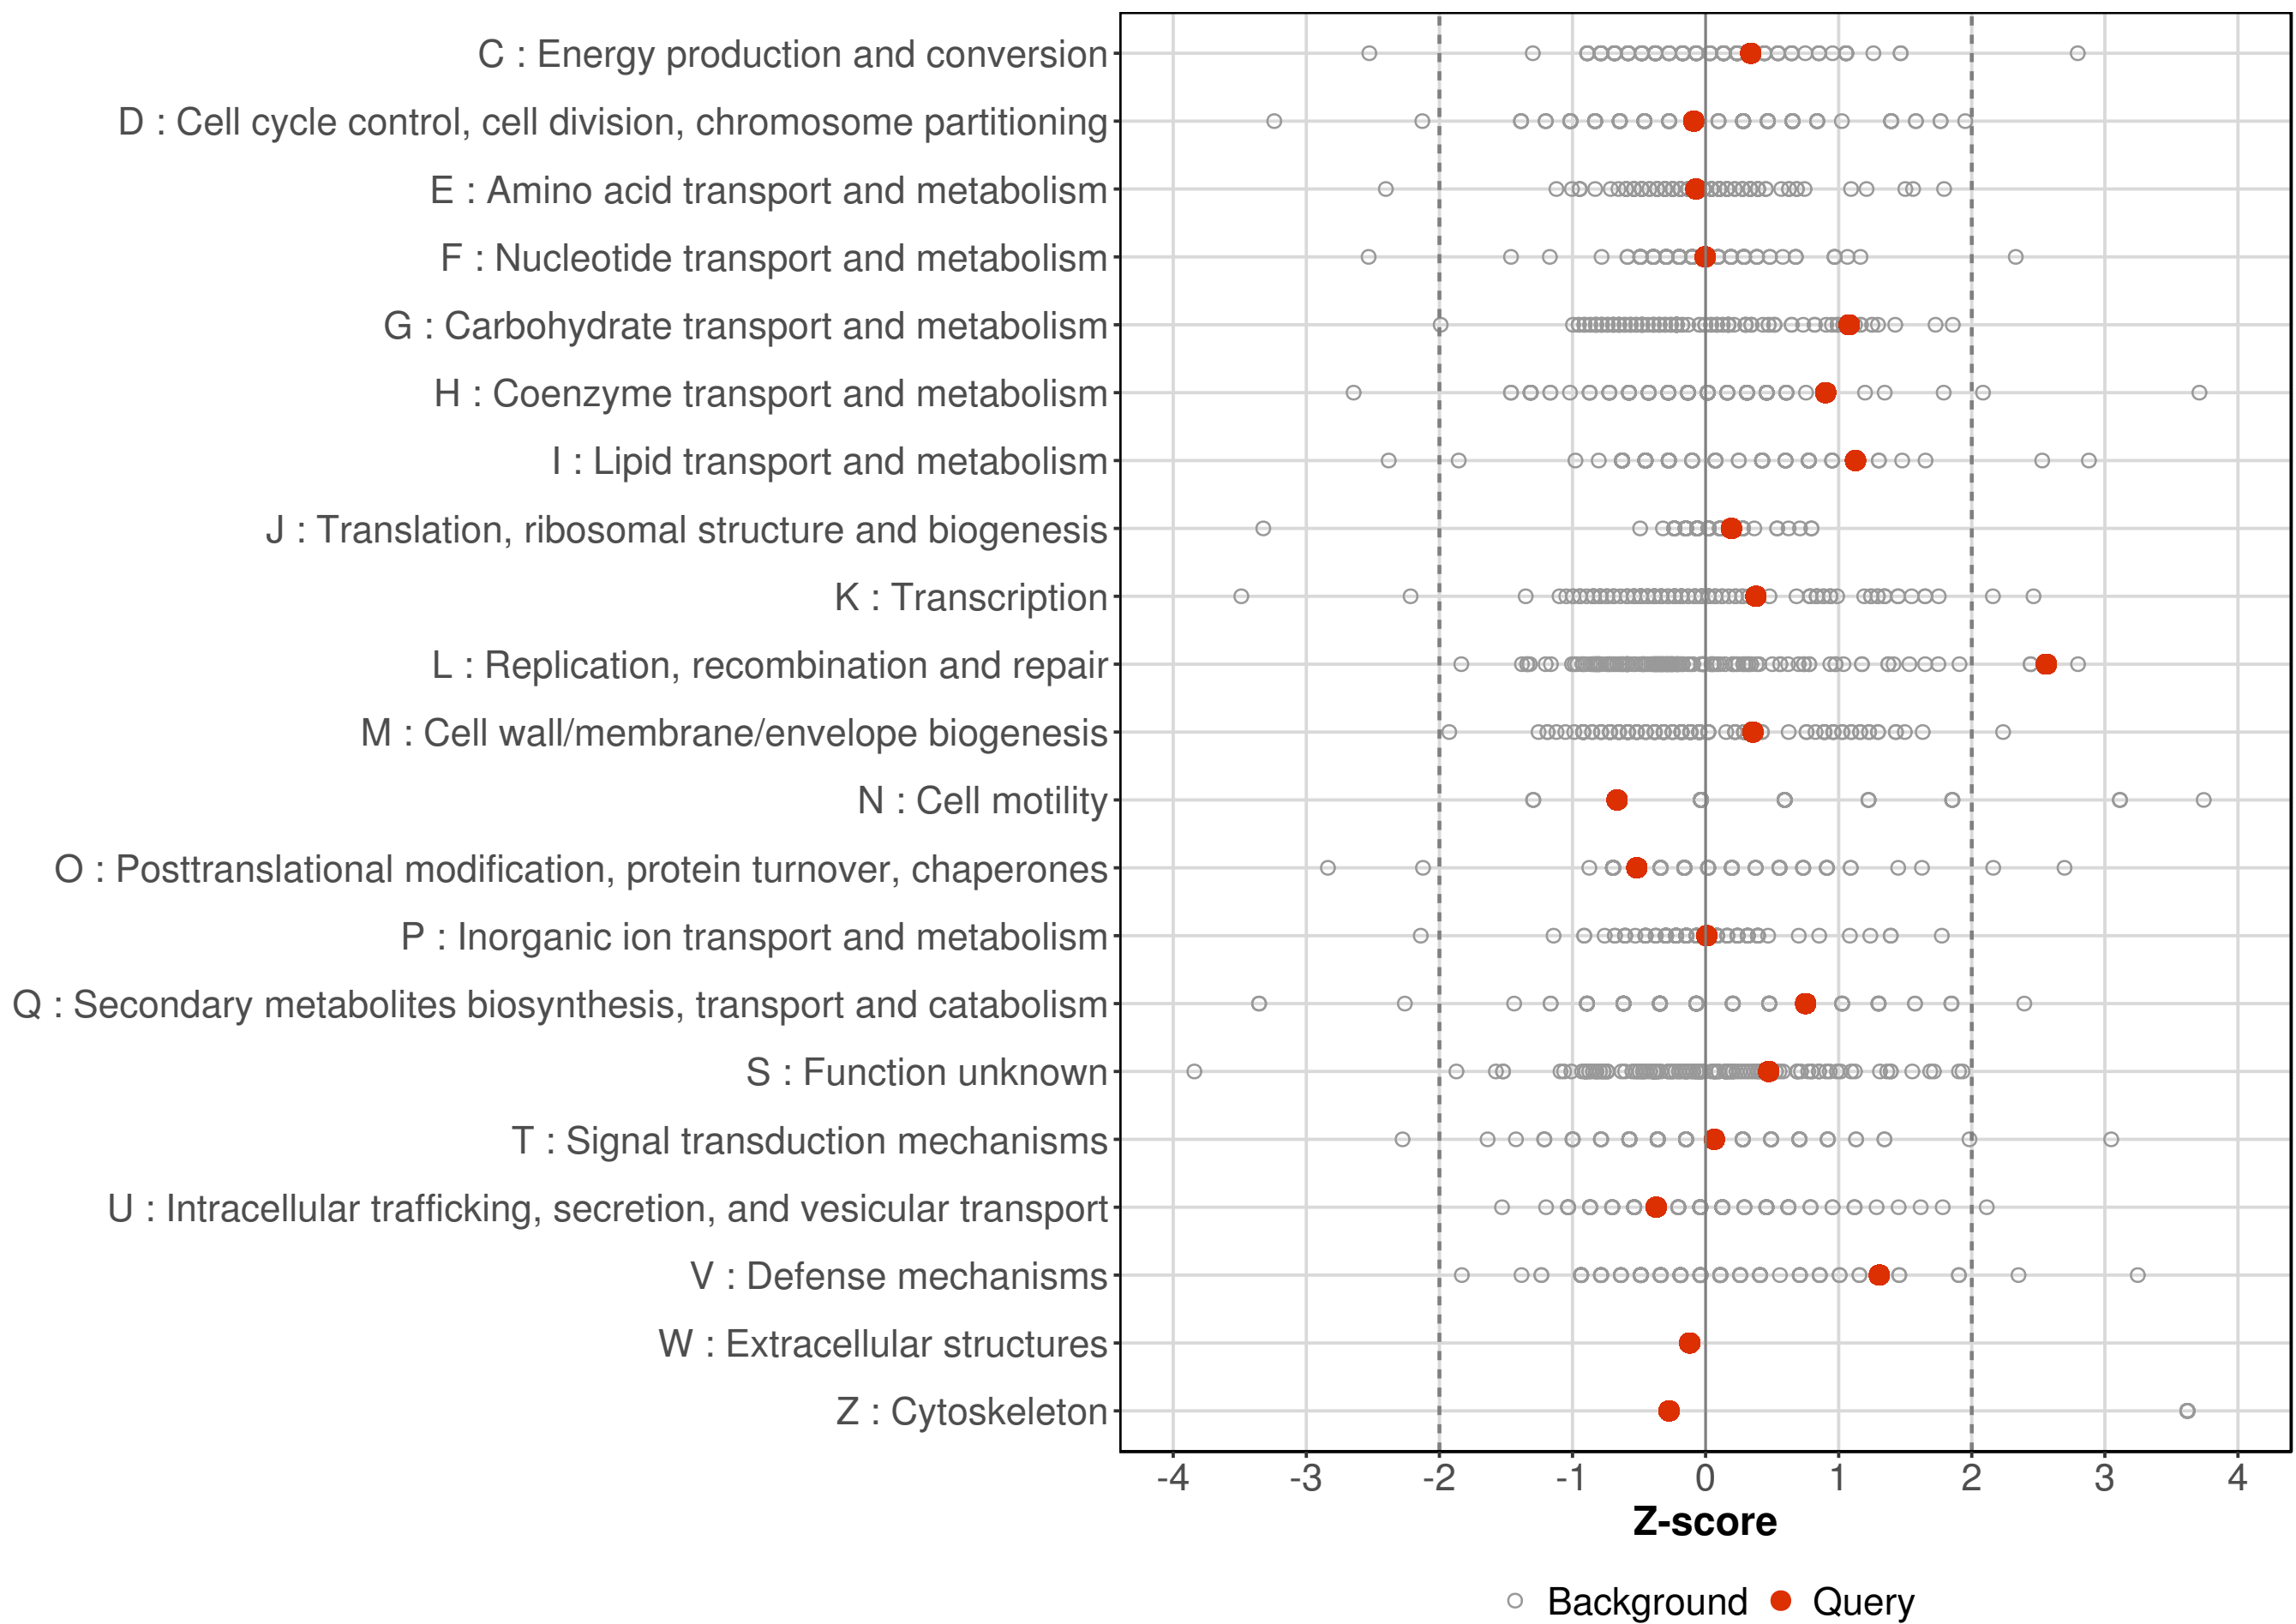 C : Energy production and conversion
D : Cell cycle control, cell division, chromosome partitioning
E : Amino acid transport and metabolism
F : Nucleotide transport and metabolism
G : Carbohydrate transport and metabolism
H : Coenzyme transport and metabolism
I : Lipid transport and metabolism
J : Translation, ribosomal structure and biogenesis
K : Transcription
L : Replication, recombination and repair
M : Cell wall/membrane/envelope biogenesis
N : Cell motility
O : Posttranslational modification, protein turnover, chaperones
P : Inorganic ion transport and metabolism
Q : Secondary metabolites biosynthesis, transport and catabolism
S : Function unknown
T : Signal transduction mechanisms
U : Intracellular trafficking, secretion, and vesicular transport
V : Defense mechanisms
W : Extracellular structures
Z : Cytoskeleton
-4 -3 -2 -1 0 1 2 3 4
Z-score
Background Query